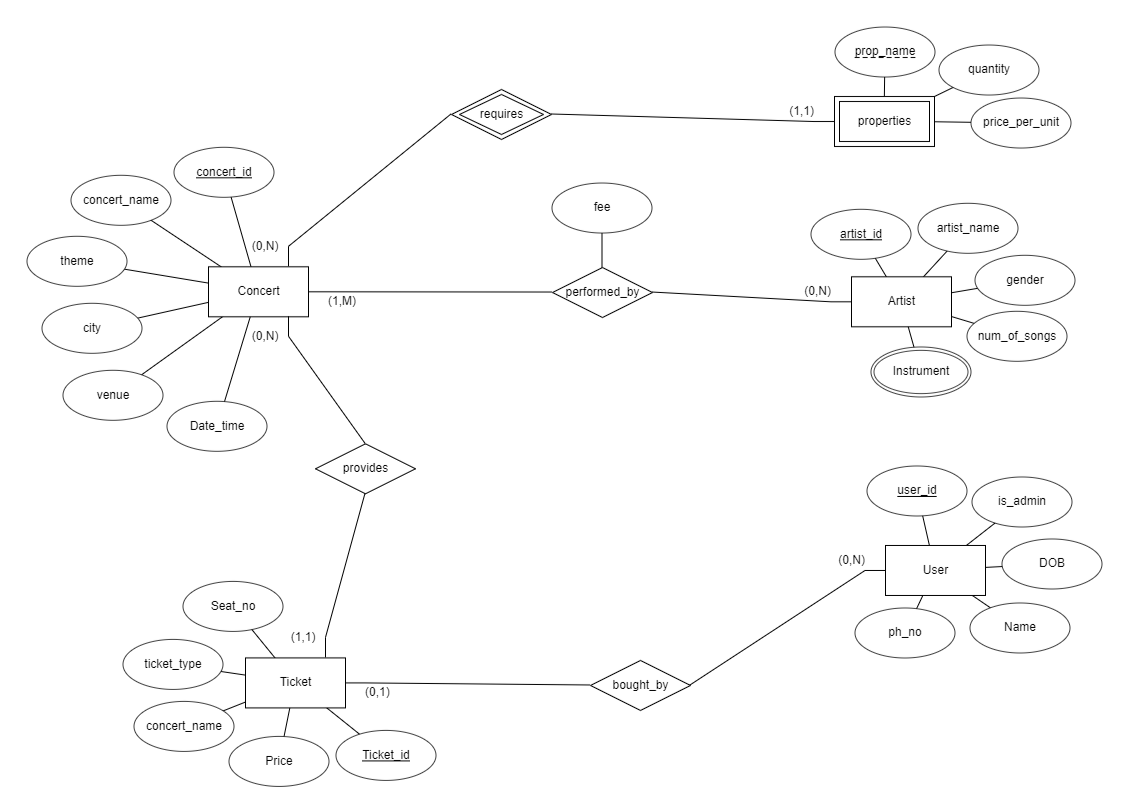 prop_name
quantity
(1,1)
requires
properties
price_per_unit
concert_id
concert_name
fee
artist_id
artist_name
(0,N)
theme
gender
Concert
performed_by
(0,N)
Artist
(1,M)
city
(0,N)
num_of_songs
Instrument
venue
Date_time
provides
user_id
is_admin
(0,N)
User
DOB
Seat_no
(1,1)
ph_no
Name
ticket_type
Ticket
(0,1)
bought_by
concert_name
Price
Ticket_id